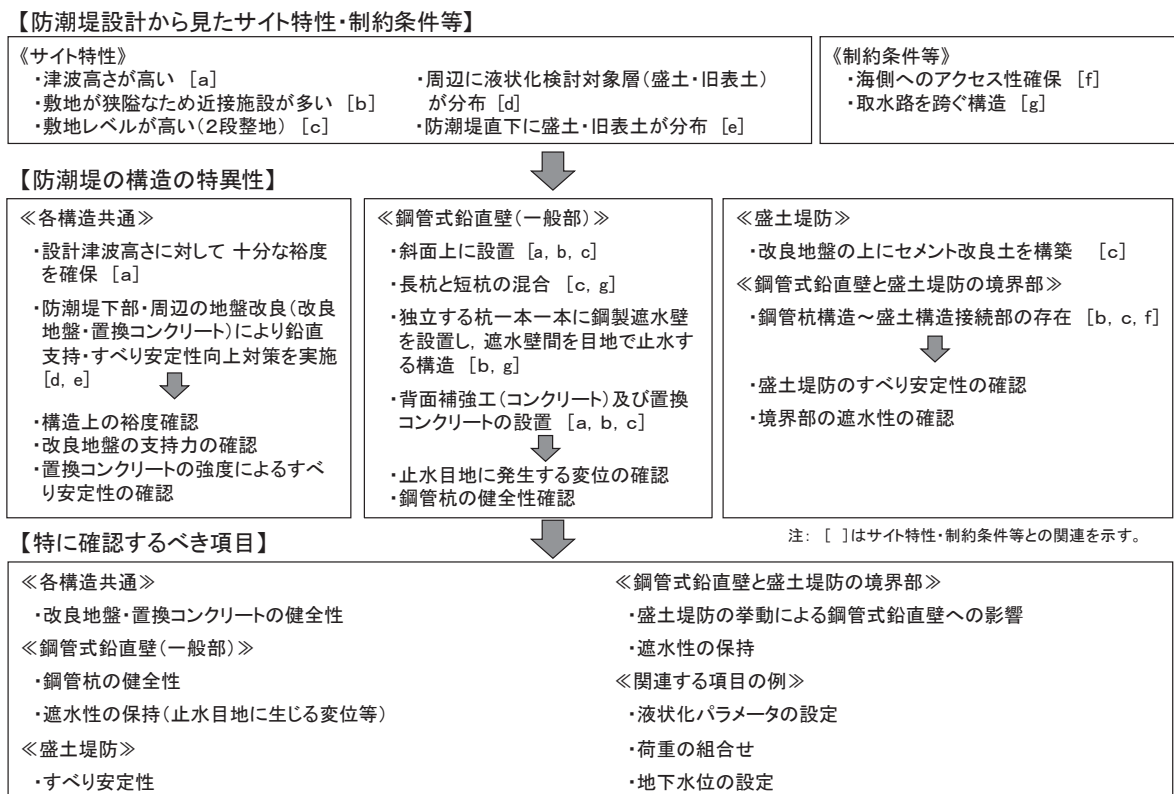 【防潮堤設計から見たサイト特性・制約条件等】
《サイト特性》
・津波高さが高い [a]
・敷地が狭隘なため近接施設が多い [b]
・敷地レベルが高い(2段整地) [c]
・周辺に液状化検討対象層(盛土・旧表土)
が分布 [d]
・防潮堤直下に盛土・旧表土が分布 [e]
《制約条件等》
・海側へのアクセス性確保 [f]
・取水路を跨ぐ構造 [g]
【防潮堤の構造の特異性】
≪各構造共通≫
・設計津波高さに対して 十分な裕度
を確保 [a]
・防潮堤下部・周辺の地盤改良(改良
地盤・置換コンクリート)により鉛直
支持・すべり安定性向上対策を実施
[d, e]
・構造上の裕度確認
・改良地盤の支持力の確認
・置換コンクリートの強度によるすべ
り安定性の確認
≪鋼管式鉛直壁(一般部)≫
・斜面上に設置 [a, b, c]
・長杭と短杭の混合 [c, g]
・独立する杭一本一本に鋼製遮水壁
を設置し，遮水壁間を目地で止水す
る構造 [b, g]
・背面補強工(コンクリート)及び置換
コンクリートの設置 [a, b, c]
・止水目地に発生する変位の確認
・鋼管杭の健全性確認
≪盛土堤防≫
・改良地盤の上にセメント改良土を構築 [c]
≪鋼管式鉛直壁と盛土堤防の境界部≫
・鋼管杭構造～盛土構造接続部の存在 [b, c, f]
・盛土堤防のすべり安定性の確認
・境界部の遮水性の確認
注: [ ]はサイト特性・制約条件等との関連を示す。
【特に確認するべき項目】
≪各構造共通≫
・改良地盤・置換コンクリートの健全性
≪鋼管式鉛直壁(一般部)≫
・鋼管杭の健全性
・遮水性の保持(止水目地に生じる変位等)
≪盛土堤防≫
・すべり安定性
≪鋼管式鉛直壁と盛土堤防の境界部≫
・盛土堤防の挙動による鋼管式鉛直壁への影響
・遮水性の保持
≪関連する項目の例≫
・液状化パラメータの設定
・荷重の組合せ
・地下水位の設定